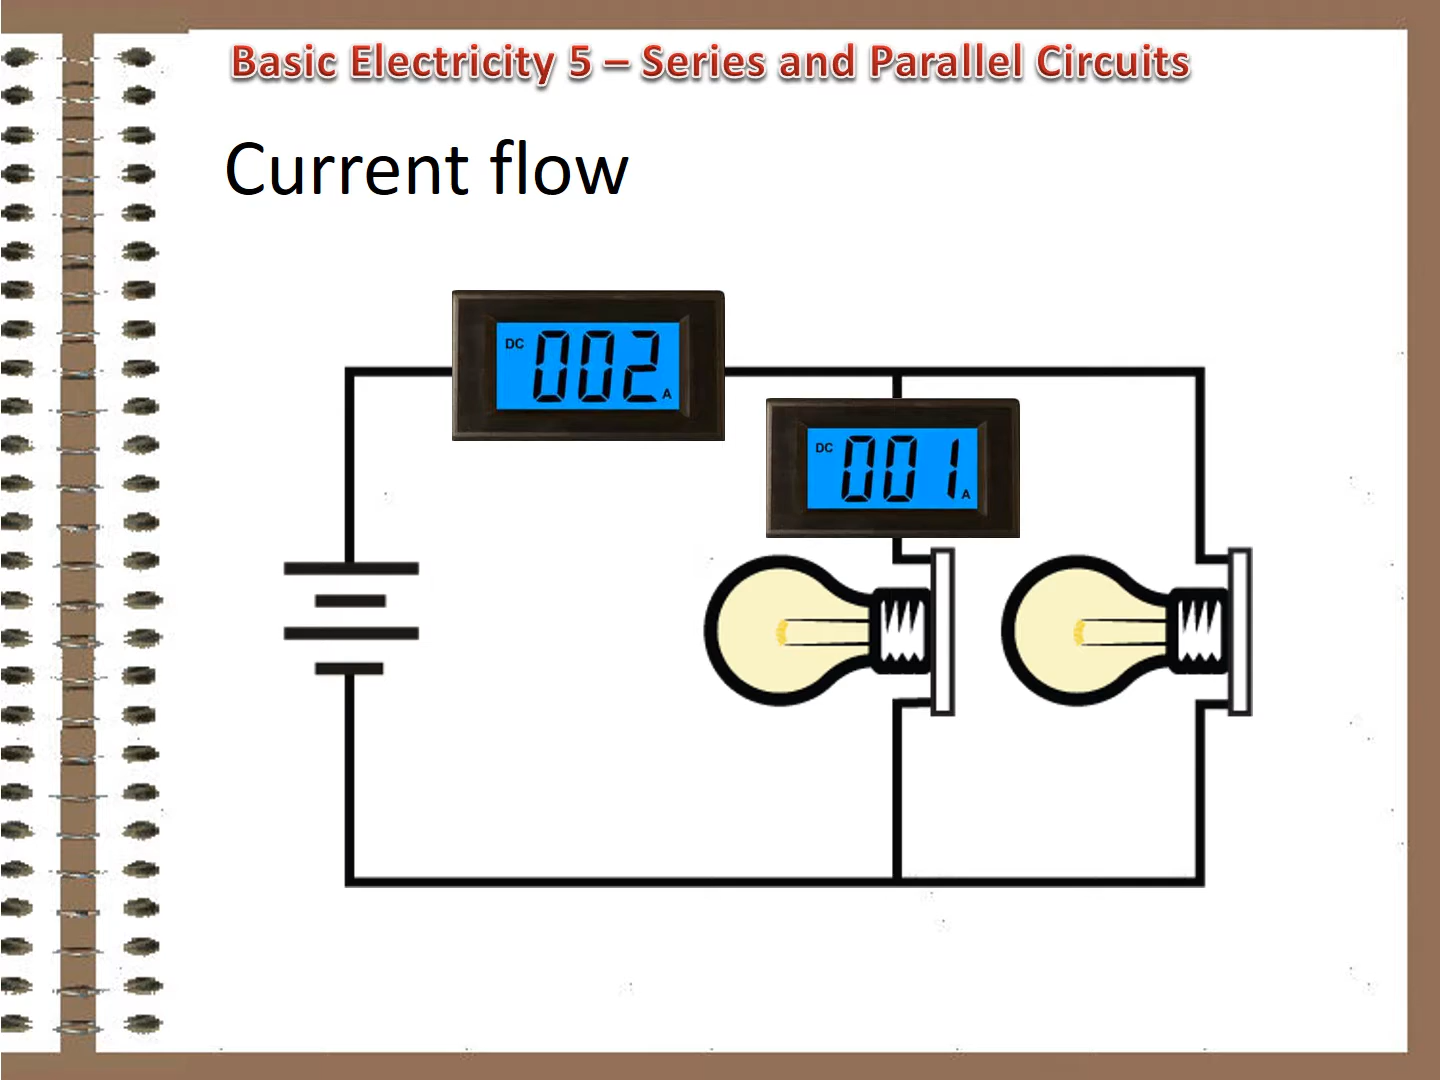 Basic Electricity 5 – Series and Parallel Circuits
Current flow
DC 002 A
DC 001 A